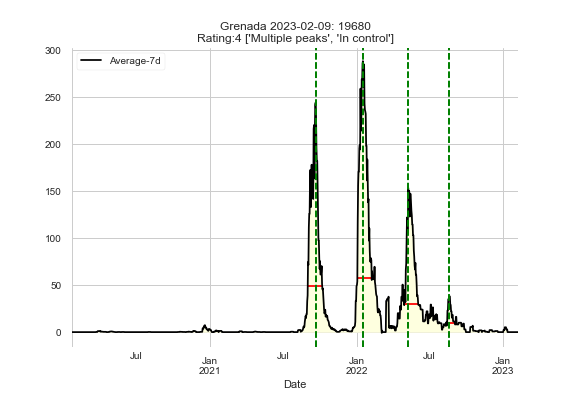 Grenada 2023-02-09: 19680
Rating:4 ['Multiple peaks', 'In control']
300
250
200
150
100
50
0
Average-7d
Jul
Jan
2021
Jul
Jan
2022
Jul
Jan
2023
Date